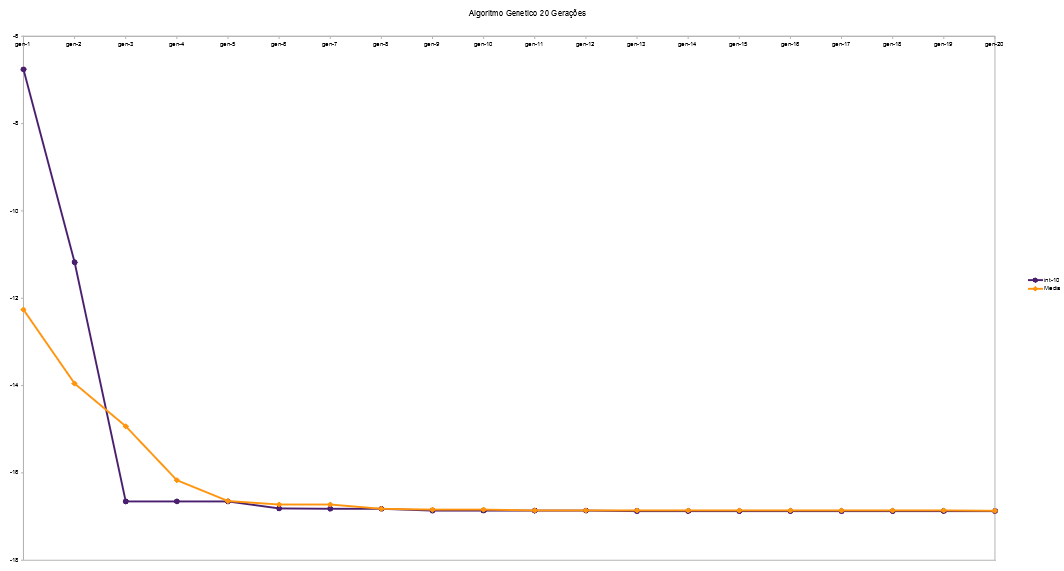 Algoritmo Genetico 20 Gerações
-6
gen-1 gen-2 gen-3 gen-4 gen-5 gen-6 gen-7 gen-8 gen-9 gen-10 gen-11 gen-12 gen-13 gen-14 gen-15 gen-16 gen-17 gen-18 gen-19 gen-20
-8
-10
-12
-14
-16
-18
int-10
Media